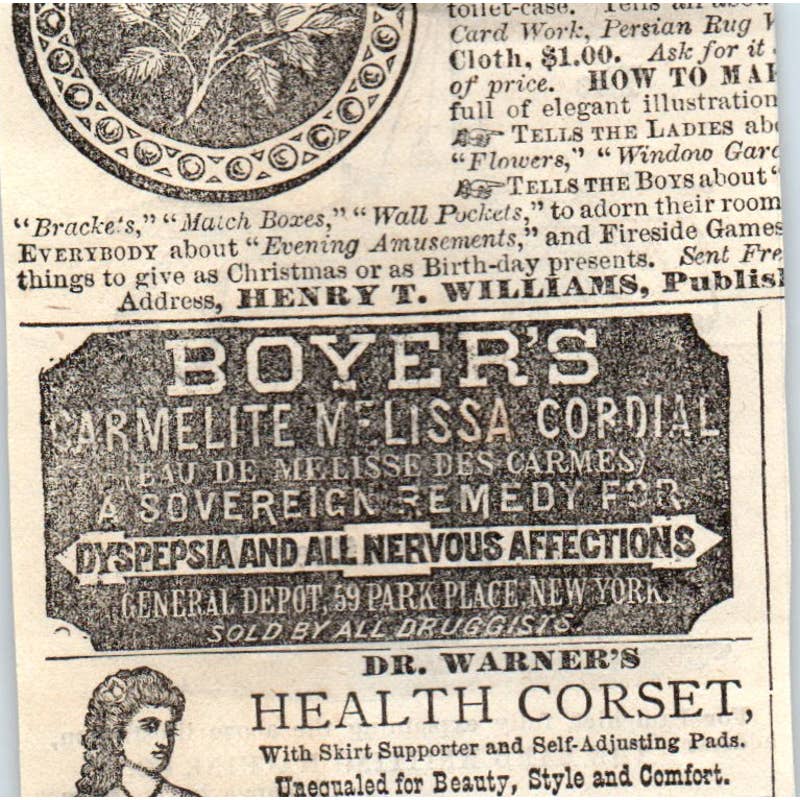 toilet-case. Tells all about
Card Work, Persian Rug
Cloth, $1.00. Ask for it
of price. HOW TO
full of elegant illustration
TELLS THE LADIES
"Flowers," "Window
TELLS THE BOYS about
"Brackets," "Match Boxes," "Wall Pockets," to adorn their room
EVERYBODY about "Evening Amusements," and Fireside Games
things to give as Christmas or as Birth-day presents. Sent
Address, HENRY T. WILLIAMS,
BOYER'S
CARMELITE MELISSA CORDIAL
(EAU DE MELISSE DES CARMES)
A SOVEREIGN REMEDY FOR
DYSPEPSIA AND ALL NERVOUS AFFECTIONS
GENERAL DEPOT, 59 PARK PLACE, NEW YORK.
SOLD BY ALL DRUGGISTS.
DR. WARNER'S
HEALTH CORSET,
With Skirt Supporter and Self-Adjusting Pads.
Unequaled for Beauty, Style and Comfort.